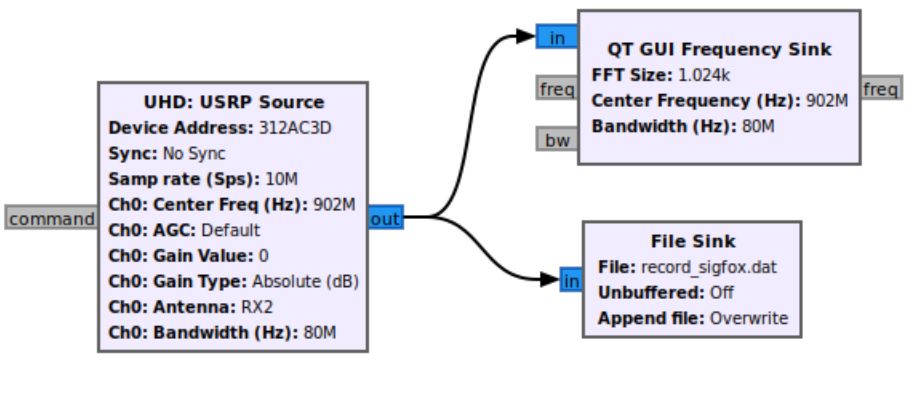 command
UHD: USRP Source
Device Address: 312AC3D
Sync: No Sync
Samp rate (Sps): 10M
Ch0: Center Freq (Hz): 902M
Ch0: AGC: Default
Ch0: Gain Value: 0
Ch0: Gain Type: Absolute (dB)
Ch0: Antenna: RX2
Ch0: Bandwidth (Hz): 80M
out
in
freq
bw
QT GUI Frequency Sink
FFT Size: 1.024k
Center Frequency (Hz): 902M
Bandwidth (Hz): 80M
freq
in
File Sink
File: record_sigfox.dat
Unbuffered: Off
Append file: Overwrite